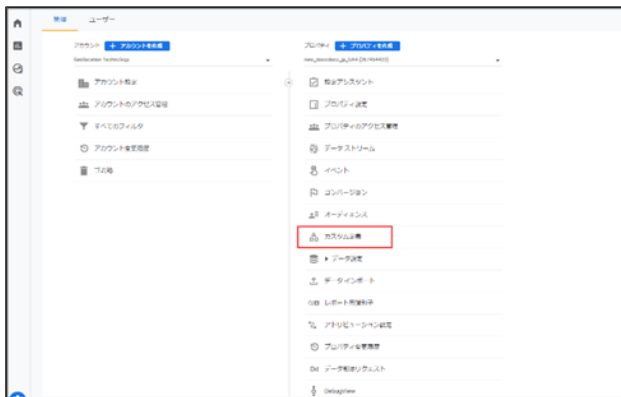 管理 ユーザー
アカウント + アカウントを作成
GeoLocation Technology
アカウント設定
アカウントのアクセス管理
すべてのフィルタ
アカウント変更履歴
ゴミ箱
プロパティ + プロパティを作成
設定アシスタント
プロパティ設定
プロパティのアクセス管理
データ ストリーム
イベント
コンバージョン
オーディエンス
カスタム定義
データ設定
データ インポート
レポート用識別子
アトリビューション設定
プロパティ変更履歴
Dd データ削除リクエスト
DebugView